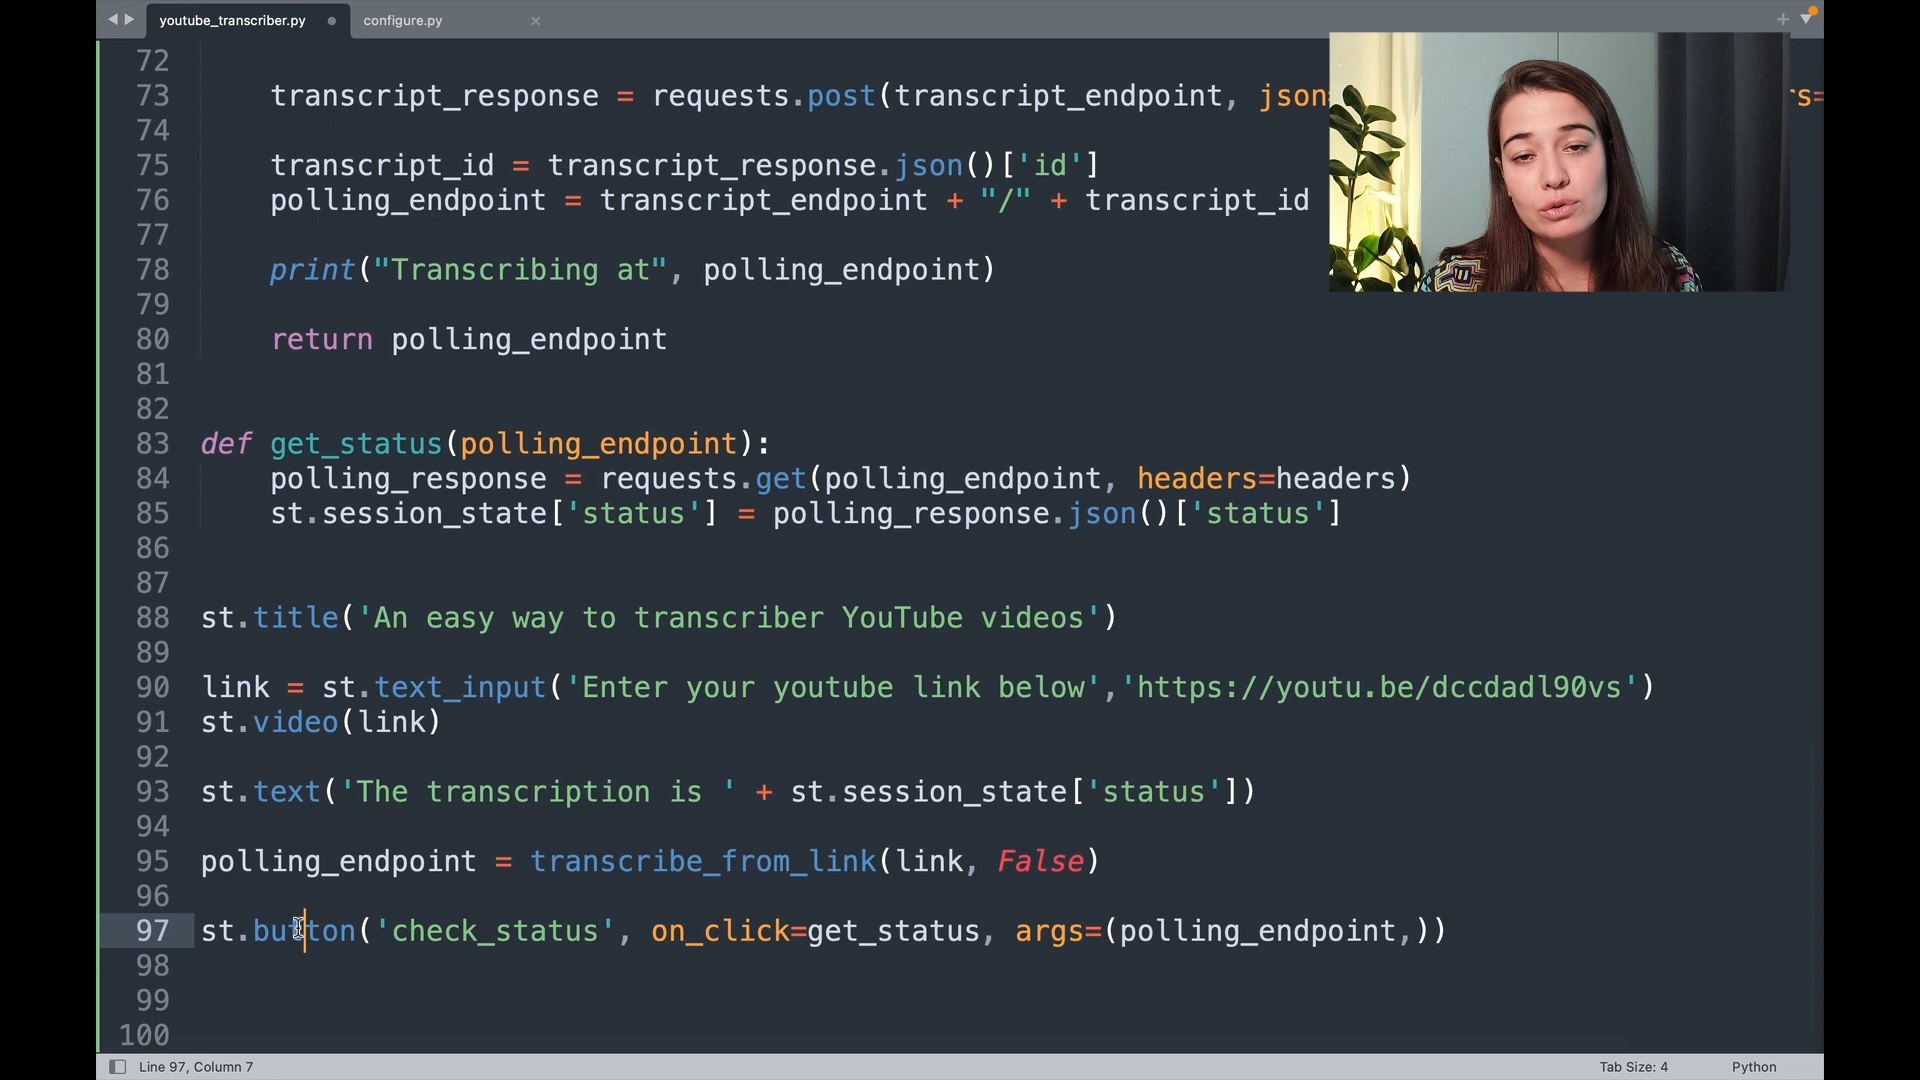 youtube_transcriber.py
configure.py
72
73 transcript_response = requests.post(transcript_endpoint, json s=
74
75 transcript_id = transcript_response.json()['id']
76 polling_endpoint = transcript_endpoint + "/" + transcript_id
77
78 print("Transcribing at", polling_endpoint)
79
80 return polling_endpoint
81
82
83 def get_status(polling_endpoint):
84 polling_response = requests.get(polling_endpoint, headers=headers)
85 st.session_state['status'] = polling_response.json()['status']
86
87
88 st.title('An easy way to transcriber YouTube videos')
89
90 link = st.text_input('Enter your youtube link below','https://youtu.be/dccdadl90vs')
91 st.video(link)
92
93 st.text('The transcription is ' + st.session_state['status'])
94
95 polling_endpoint = transcribe_from_link(link, False)
96
97 st.button('check_status', on_click=get_status, args=(polling_endpoint,))
98
99
100
Line 97, Column 7
Tab Size: 4
Python